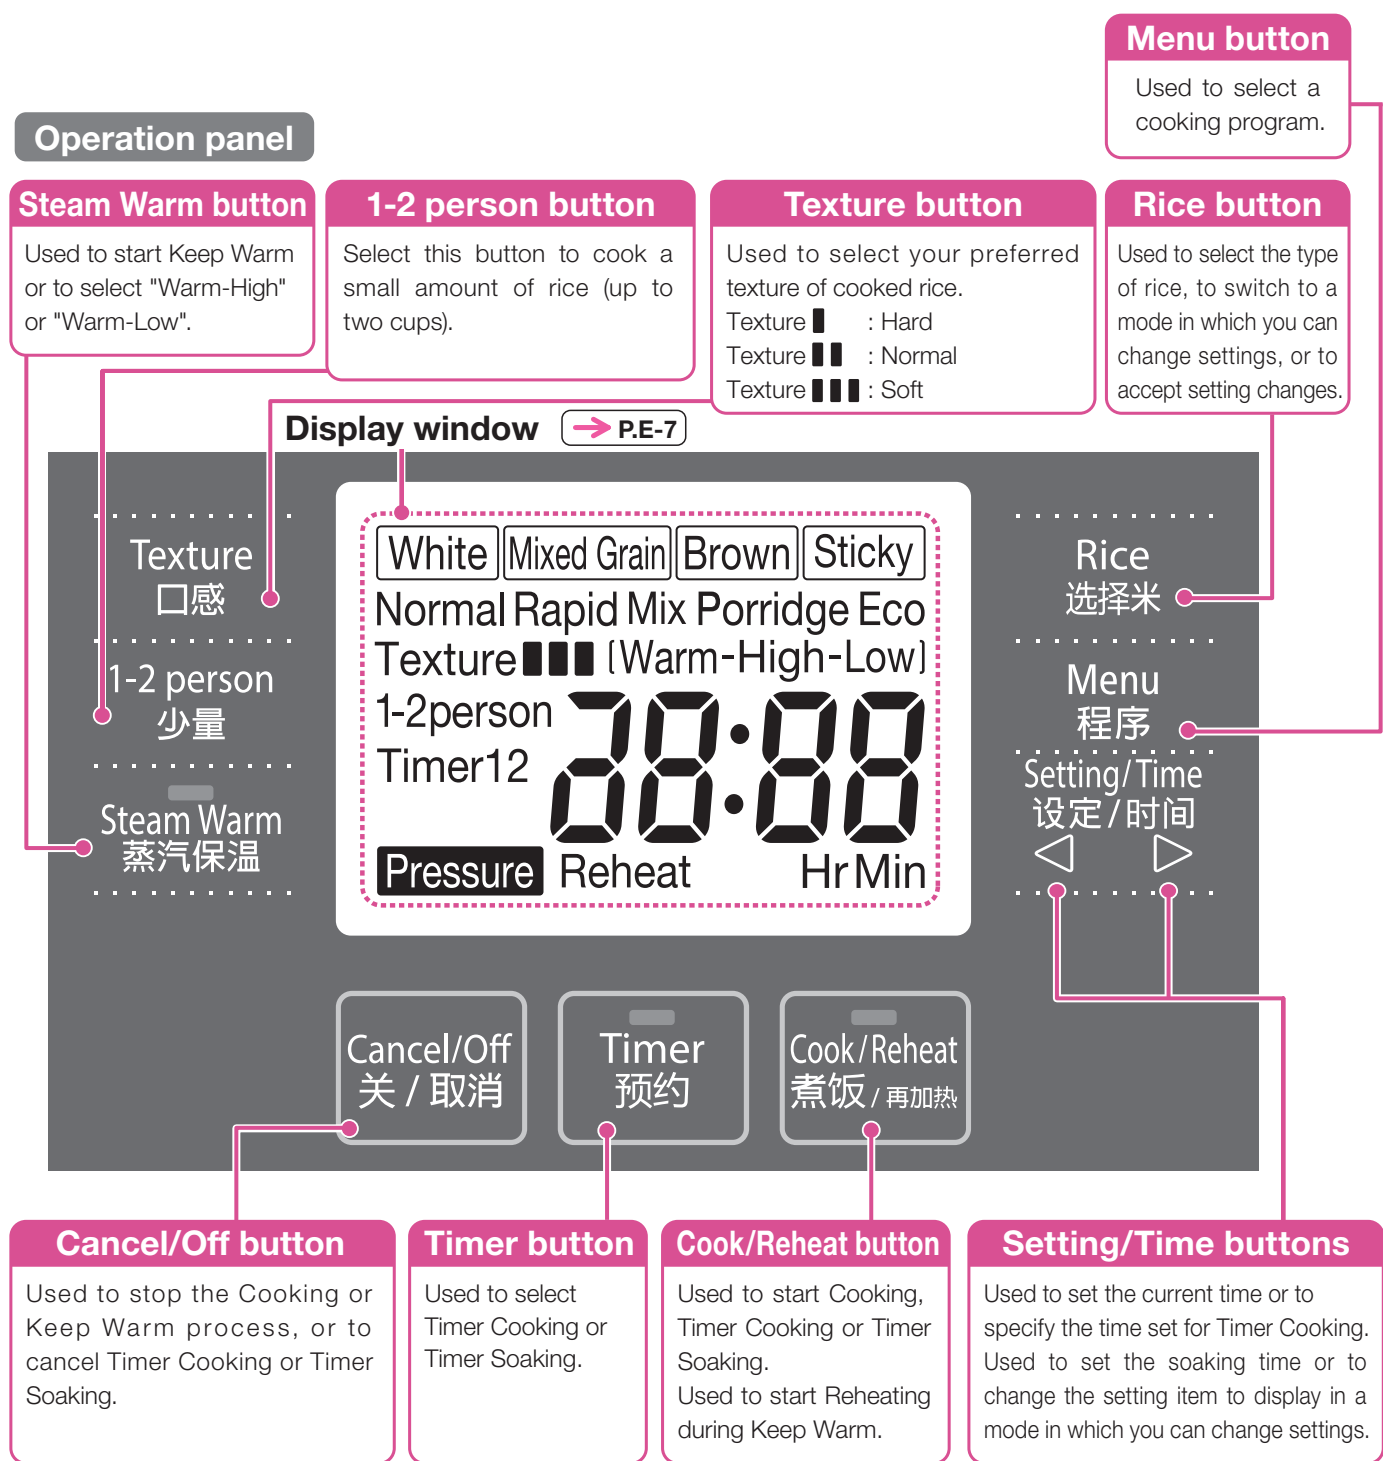 Menu button
Used to select a
cooking program.
Operation panel
Steam Warm button
Used to start Keep Warm
or to select "Warm-High"
or "Warm-Low".
1-2 person button
Select this button to cook a
small amount of rice (up to
two cups).
Texture button
Used to select your preferred
texture of cooked rice.
Texture ▮ : Hard
Texture ▮▮ : Normal
Texture ▮▮▮ : Soft
Rice button
Used to select the type
of rice, to switch to a
mode in which you can
change settings, or to
accept setting changes.
Display window → P.E-7
Texture
口感
1-2 person
少量
Steam Warm
蒸汽保温
White Mixed Grain Brown Sticky
Normal Rapid Mix Porridge Eco
Texture ▮▮▮ (Warm-High-Low)
1-2person
Timer12
28:88
Pressure Reheat Hr Min
Rice
选择米
Menu
程序
Setting/Time
设定/时间
◁ ▷
Cancel/Off
关/取消
Timer
预约
Cook/Reheat
煮饭/再加热
Cancel/Off button
Used to stop the Cooking or
Keep Warm process, or to
cancel Timer Cooking or Timer
Soaking.
Timer button
Used to select
Timer Cooking or
Timer Soaking.
Cook/Reheat button
Used to start Cooking,
Timer Cooking or Timer
Soaking.
Used to start Reheating
during Keep Warm.
Setting/Time buttons
Used to set the current time or to
specify the time set for Timer Cooking.
Used to set the soaking time or to
change the setting item to display in a
mode in which you can change settings.